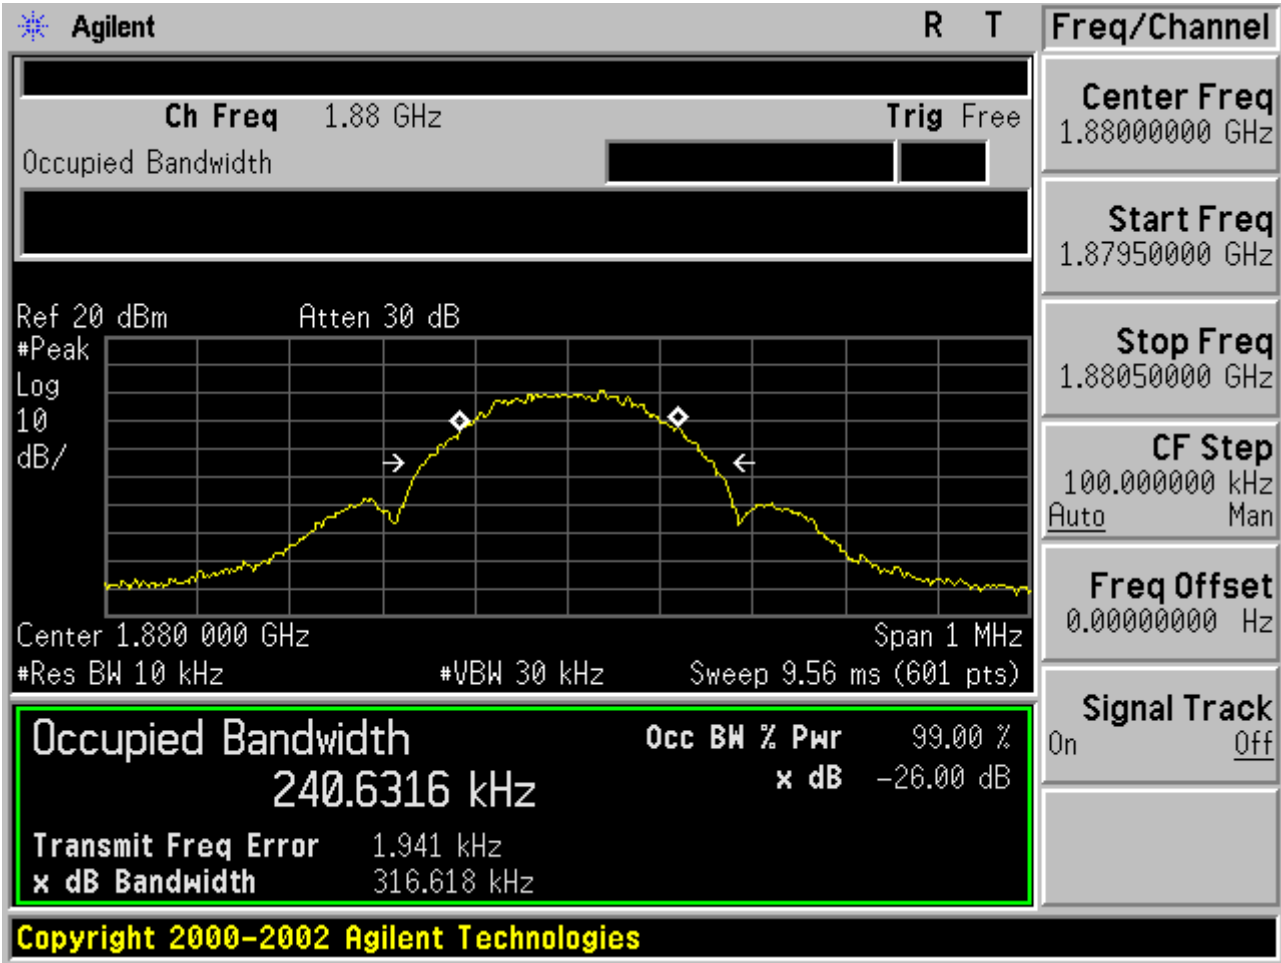 Agilent R T Freq/Channel
Ch Freq 1.88 GHz Trig Free
Occupied Bandwidth
Center Freq
1.88000000 GHz
Start Freq
1.87950000 GHz
Stop Freq
1.88050000 GHz
CF Step
100.000000 kHz
Auto Man
Freq Offset
0.00000000 Hz
Signal Track
On Off
Ref 20 dBm Atten 30 dB
#Peak
Log
10
dB/
Center 1.880 000 GHz Span 1 MHz
#Res BW 10 kHz #VBW 30 kHz Sweep 9.56 ms (601 pts)
Occupied Bandwidth Occ BW % Pwr 99.00 %
240.6316 kHz x dB -26.00 dB
Transmit Freq Error 1.941 kHz
x dB Bandwidth 316.618 kHz
Copyright 2000-2002 Agilent Technologies